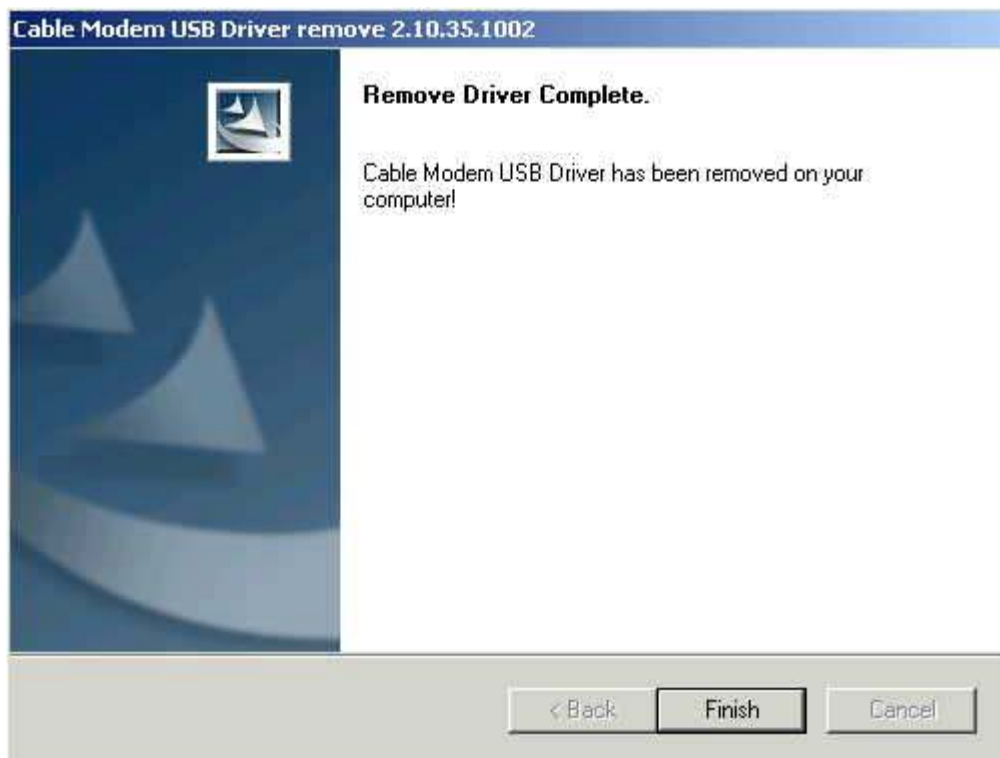 Cable Modem USB Driver remove 2.10.35.1002
Remove Driver Complete.
Cable Modem USB Driver has been removed on your
computer!
< Back
Finish
Cancel